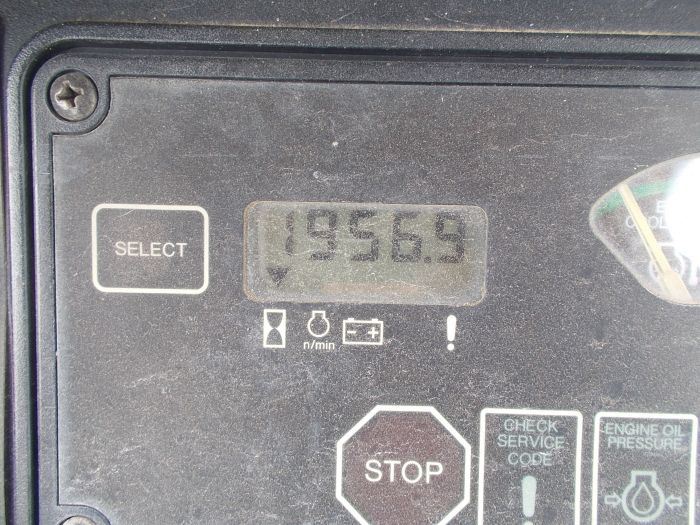 SELECT
1956.9
n/min
- +
!
STOP
CHECK
SERVICE
CODE
!
ENGINE OIL
PRESSURE